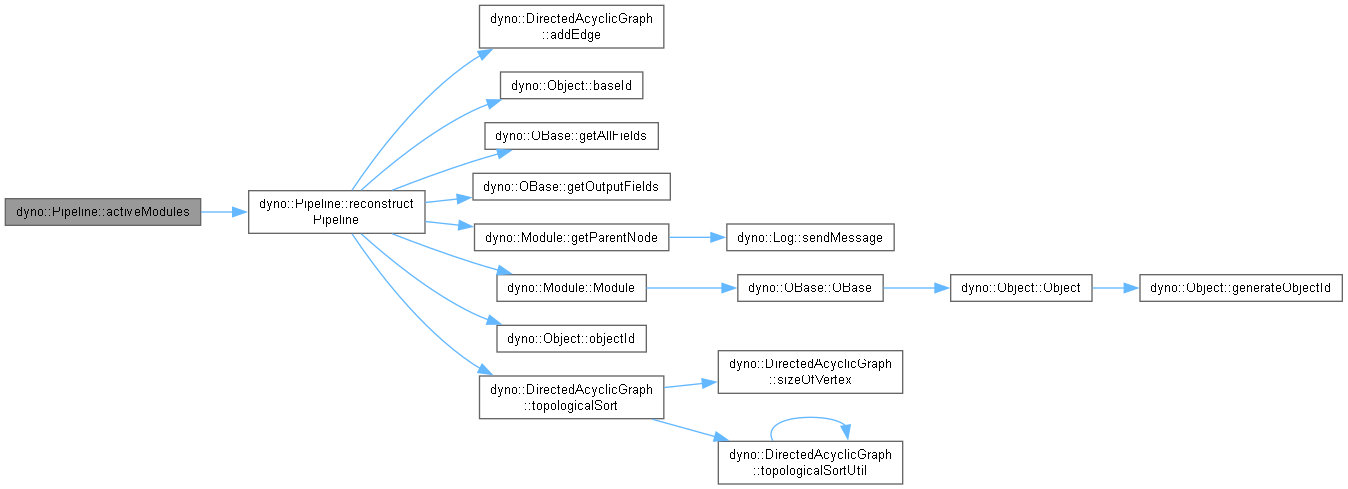 dyno::DirectedAcyclicGraph
::addEdge
dyno::Object::baseId
dyno::OBase::getAllFields
dyno::OBase::getOutputFields
dyno::Pipeline::activeModules
dyno::Pipeline::reconstruct
Pipeline
dyno::Module::getParentNode
dyno::Log::sendMessage
dyno::Module::Module
dyno::OBase::OBase
dyno::Object::Object
dyno::Object::generateObjectId
dyno::Object::objectId
dyno::DirectedAcyclicGraph
::topologicalSort
dyno::DirectedAcyclicGraph
::sizeOfVertex
dyno::DirectedAcyclicGraph
::topologicalSortUtil